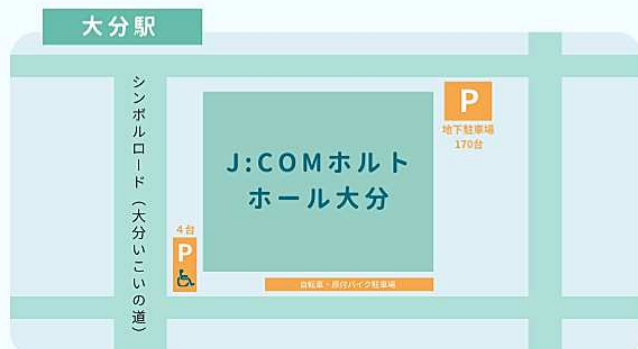 大分駅
シンボルロード（大分いこいの道）
J:COMホルト
ホール大分
P
地下駐車場
170台
4台
P
自転車・原付バイク駐車場